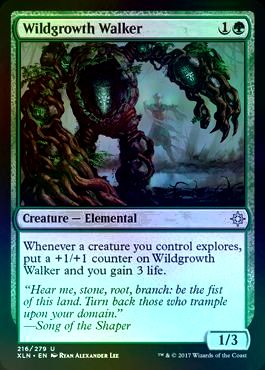 Wildgrowth Walker 1
Creature — Elemental
Whenever a creature you control explores,
put a +1/+1 counter on Wildgrowth
Walker and you gain 3 life.
"Hear me, stone, root, branch: be the fist
of this land. Turn back those who trample
upon your domain."
—Song of the Shaper
1/3
216/279 U
XLN • EN Ryan Alexander Lee
™ & © 2017 Wizards of the Coast